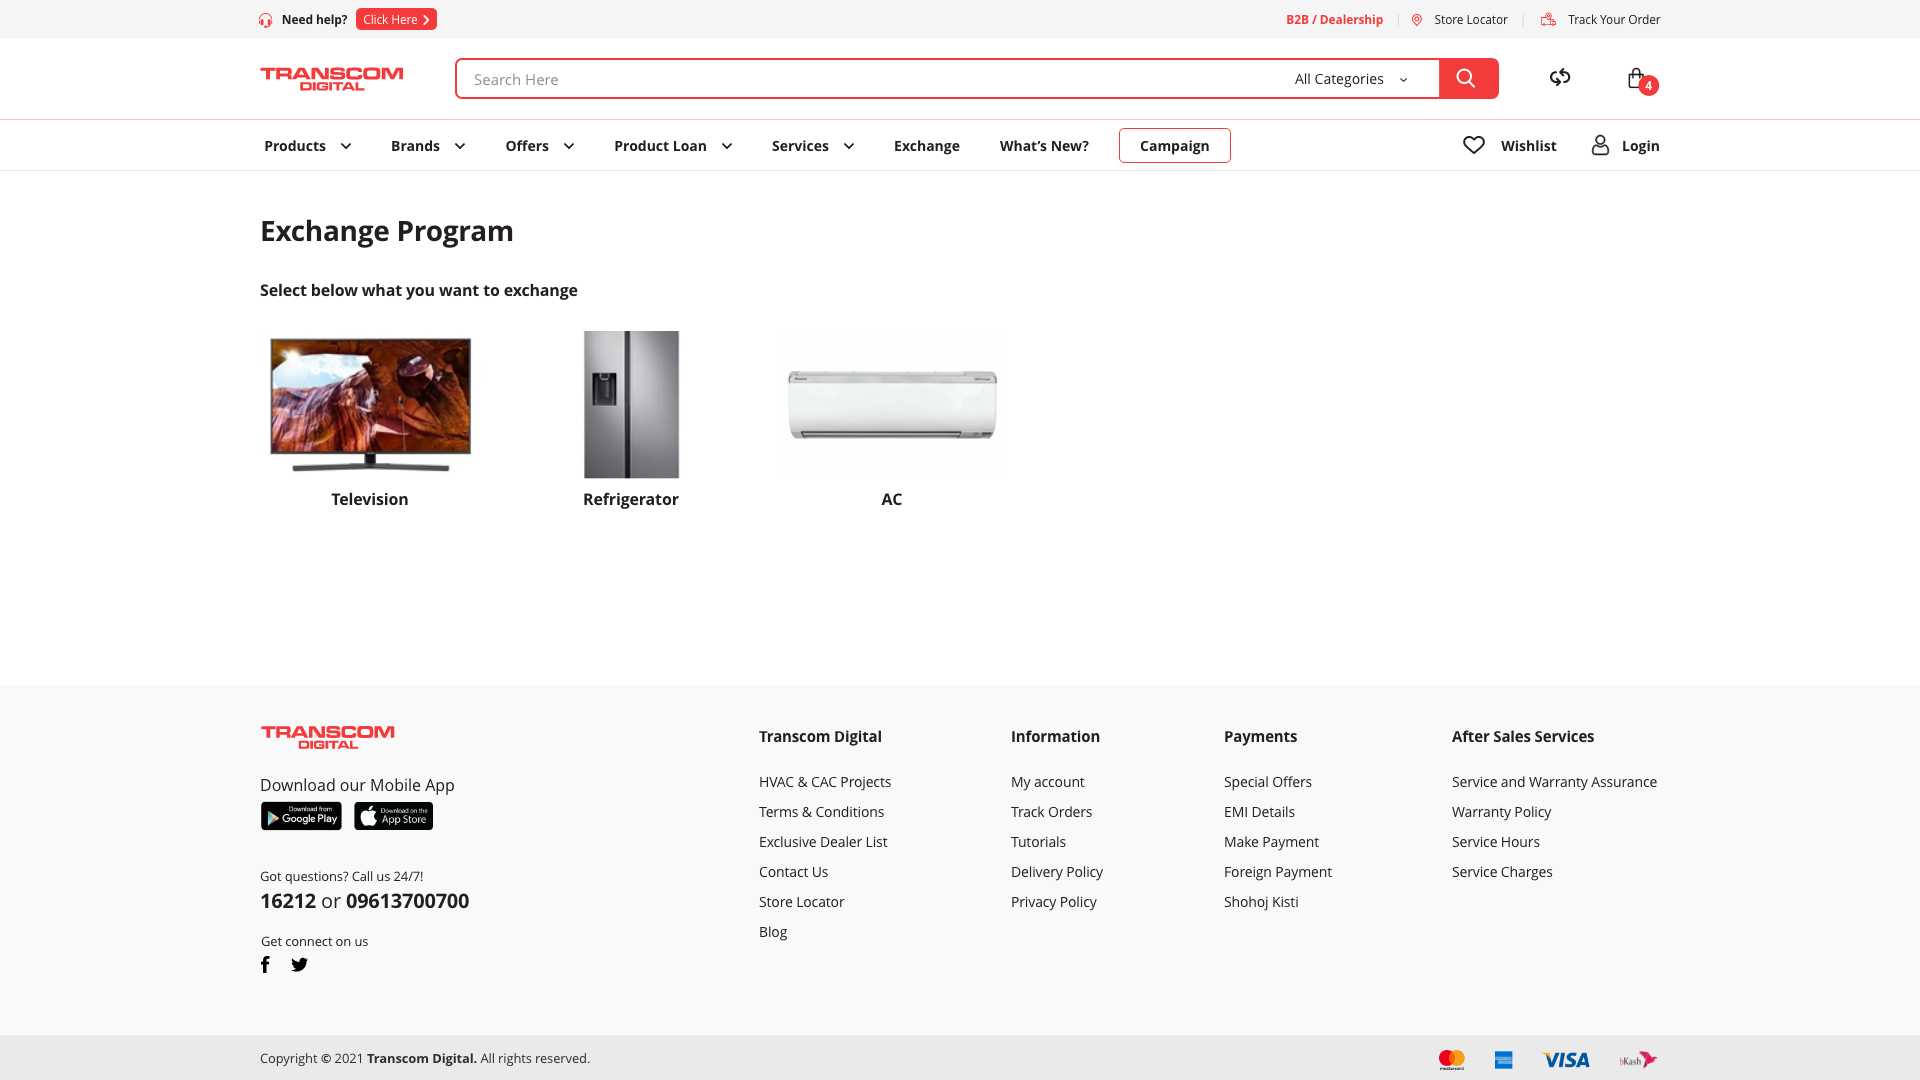 Need help? Click Here
B2B / Dealership Store Locator Track Your Order
TRANSCOM
DIGITAL
Search Here All Categories
4
Products Brands Offers Product Loan Services Exchange What's New? Campaign Wishlist Login
Exchange Program
Select below what you want to exchange
Television Refrigerator AC
TRANSCOM
DIGITAL
Download our Mobile App
Download from
Google Play
Download on the
App Store
Got questions? Call us 24/7!
16212 or 09613700700
Get connect on us
Transcom Digital
HVAC & CAC Projects
Terms & Conditions
Exclusive Dealer List
Contact Us
Store Locator
Blog
Information
My account
Track Orders
Tutorials
Delivery Policy
Privacy Policy
Payments
Special Offers
EMI Details
Make Payment
Foreign Payment
Shohoj Kisti
After Sales Services
Service and Warranty Assurance
Warranty Policy
Service Hours
Service Charges
Copyright © 2021 Transcom Digital. All rights reserved.
mastercard
VISA
bKash